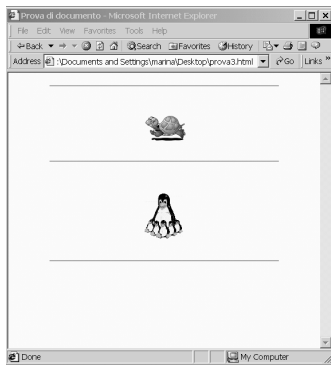 Prova di documento - Microsoft Internet Explorer
File Edit View Favorites Tools Help
Back Search Favorites History
Address :\Documents and Settings\marina\Desktop\prova3.html Go Links »
Done My Computer